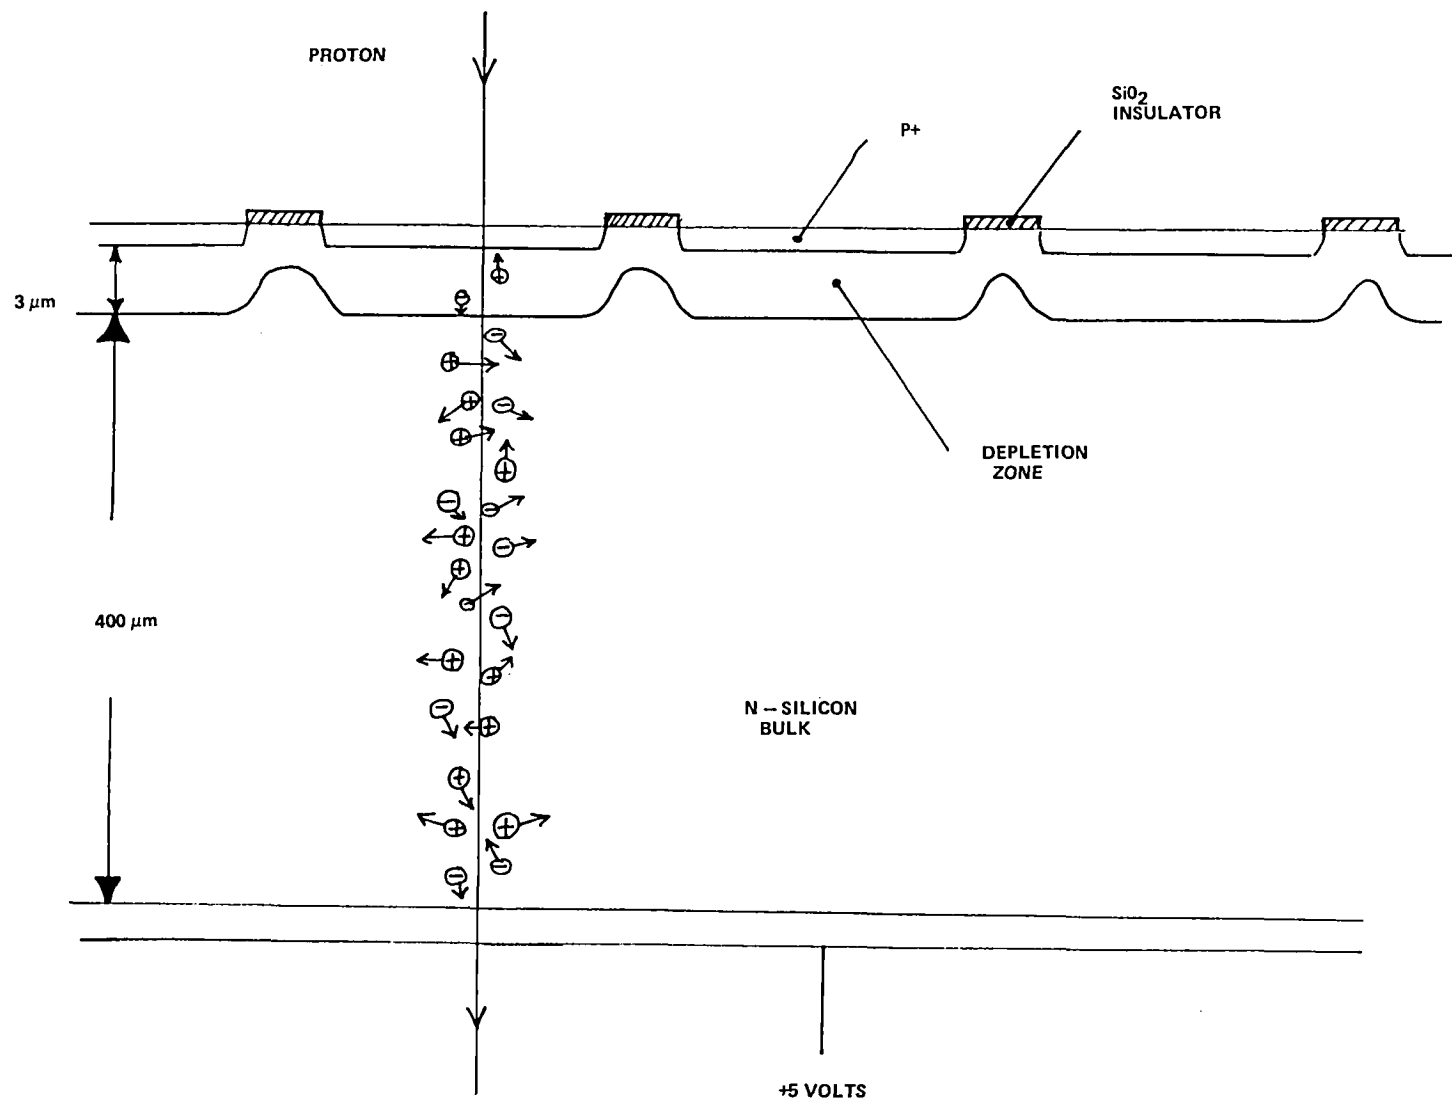 PROTON
SiO2
INSULATOR
P+
3 μm
DEPLETION
ZONE
400 μm
N – SILICON
BULK
+5 VOLTS